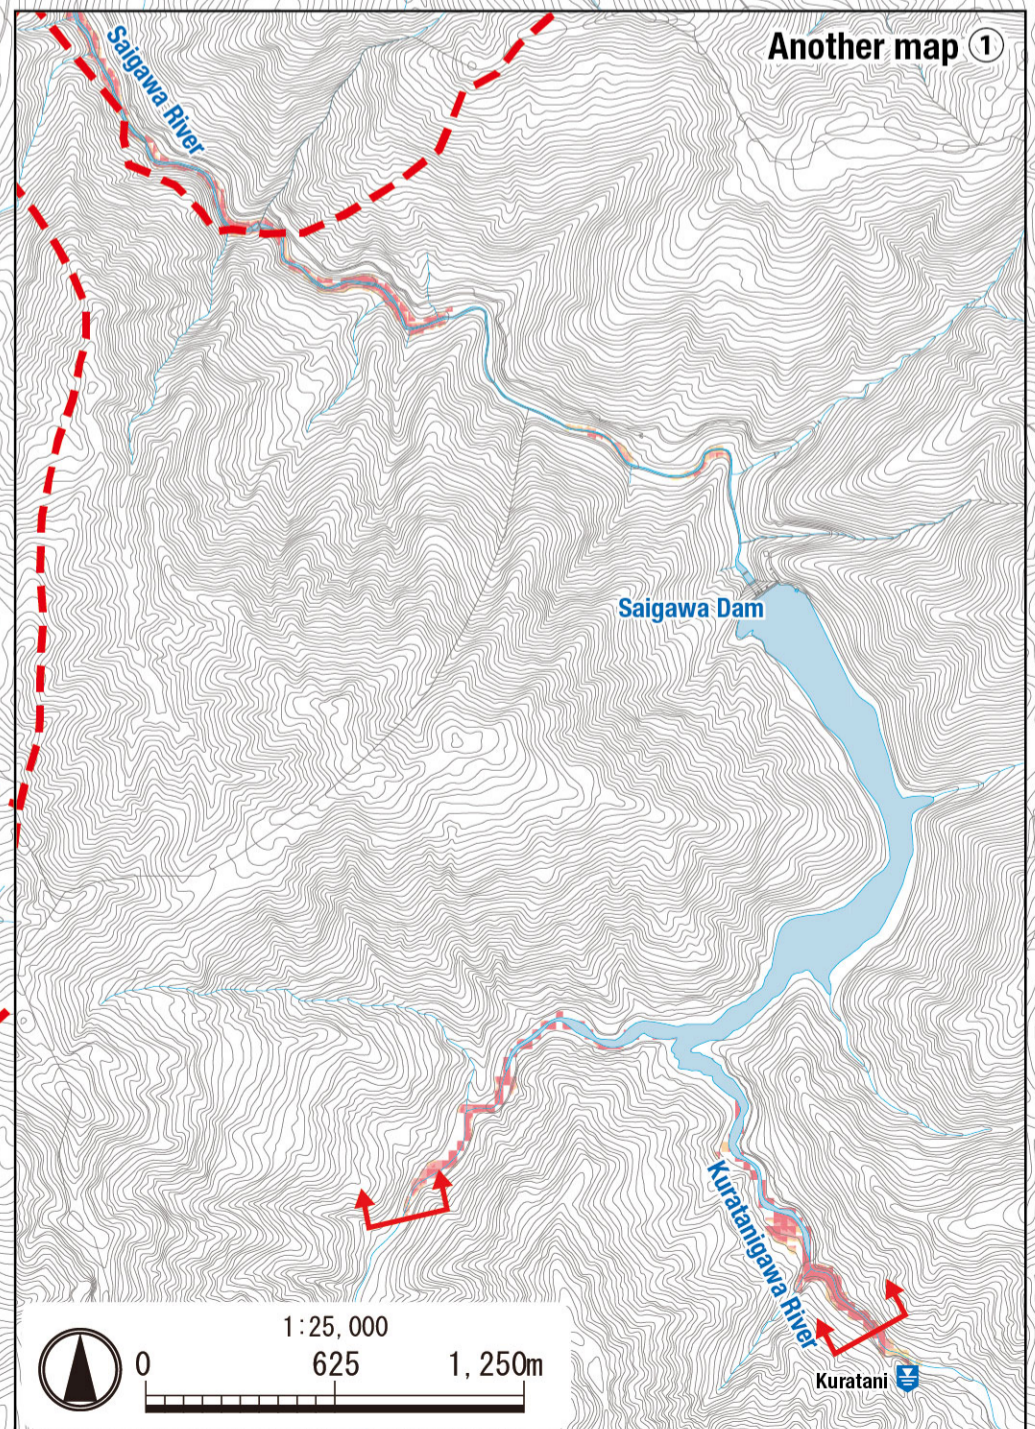 Another map ①
Saigawa River
Saigawa Dam
Kuratanigawa River
Kuratani
1:25,000
0 625 1,250m